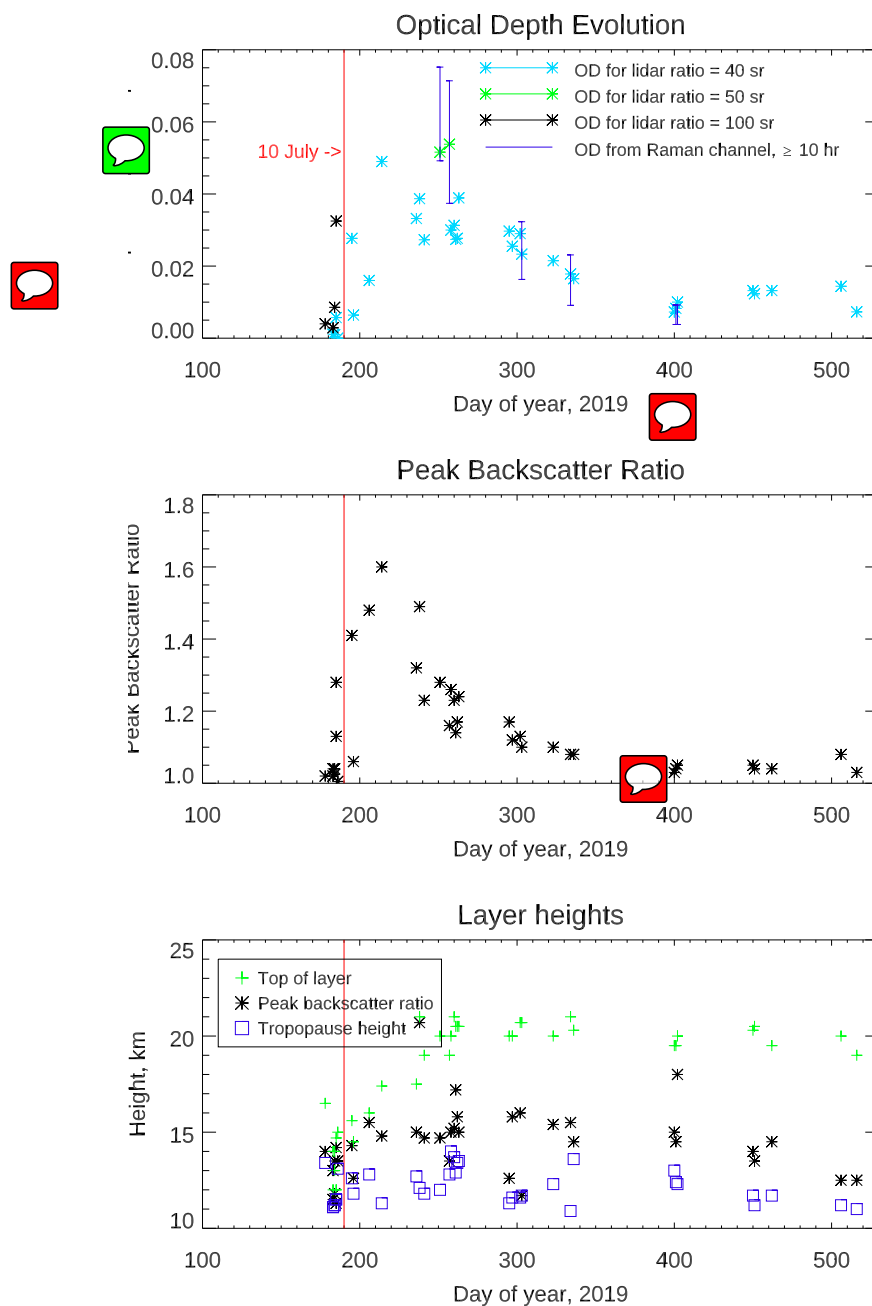 Optical Depth Evolution
0.08
0.06
0.04
0.02
0.00
OD for lidar ratio = 40 sr
OD for lidar ratio = 50 sr
OD for lidar ratio = 100 sr
OD from Raman channel, ≥ 10 hr
10 July ->
100 200 300 400 500
Day of year, 2019
Peak Backscatter Ratio
Peak Backscatter Ratio
1.8
1.6
1.4
1.2
1.0
100 200 300 400 500
Day of year, 2019
Layer heights
Height, km
25
20
15
10
Top of layer
Peak backscatter ratio
Tropopause height
100 200 300 400 500
Day of year, 2019